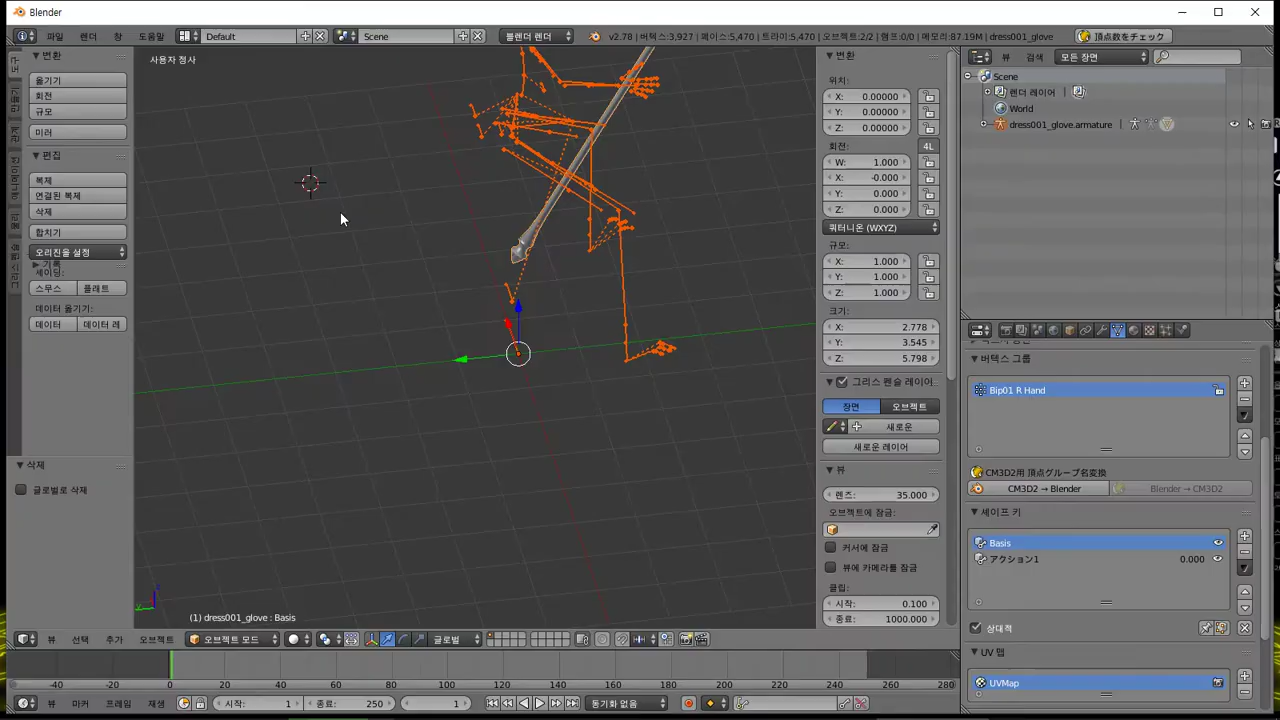 Blender
파일
렌더
창
도움말
Default
Scene
블렌더 렌더
v2.78 | 버텍스:3,927 | 페이스:5,470 | 트라이:5,470 | 오브젝트:2/2 | 램프:0/0 | 메모리:87.19M | dress001_glove
頂点数をチェック
변환
옮기기
회전
규모
미러
편집
복제
연결된 복제
삭제
합치기
오리진을 설정
기록
셰이딩:
스무스
플래트
데이터 옮기기:
데이터
데이터 레
삭제
글로벌로 삭제
사용자 정사
(1) dress001_glove : Basis
변환
위치:
X: 0.00000
Y: 0.00000
Z: 0.00000
회전:
4L
W: 1.000
X: -0.000
Y: 0.000
Z: 0.000
쿼터니온 (WXYZ)
규모:
X: 1.000
Y: 1.000
Z: 1.000
크기:
X: 2.778
Y: 3.545
Z: 5.798
그리스 펜슬 레이어
장면
오브젝트
새로운
새로운 레이어
뷰
렌즈: 35.000
오브젝트에 잠금:
커서에 잠금
뷰에 카메라를 잠금
클립:
시작: 0.100
종료: 1000.000
뷰
검색
모든 장면
Scene
렌더 레이어
World
dress001_glove.armature
버텍스 그룹
Bip01 R Hand
CM3D2用 頂点グループ名変換
CM3D2 → Blender
Blender → CM3D2
셰이프 키
Basis
アクション1 0.000
상대적
UV 맵
UVMap
뷰
선택
추가
오브젝트
오브젝트 모드
글로벌
-40 -20 0 20 40 60 80 100 120 140 160 180 200 220 240 260 280
뷰
마커
프레임
재생
시작: 1
종료: 250
1
동기화 없음